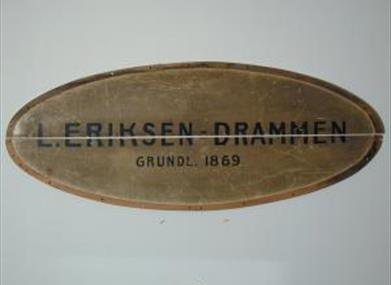 L. ERIKSEN - DRAMMEN
GRUNDL. 1869